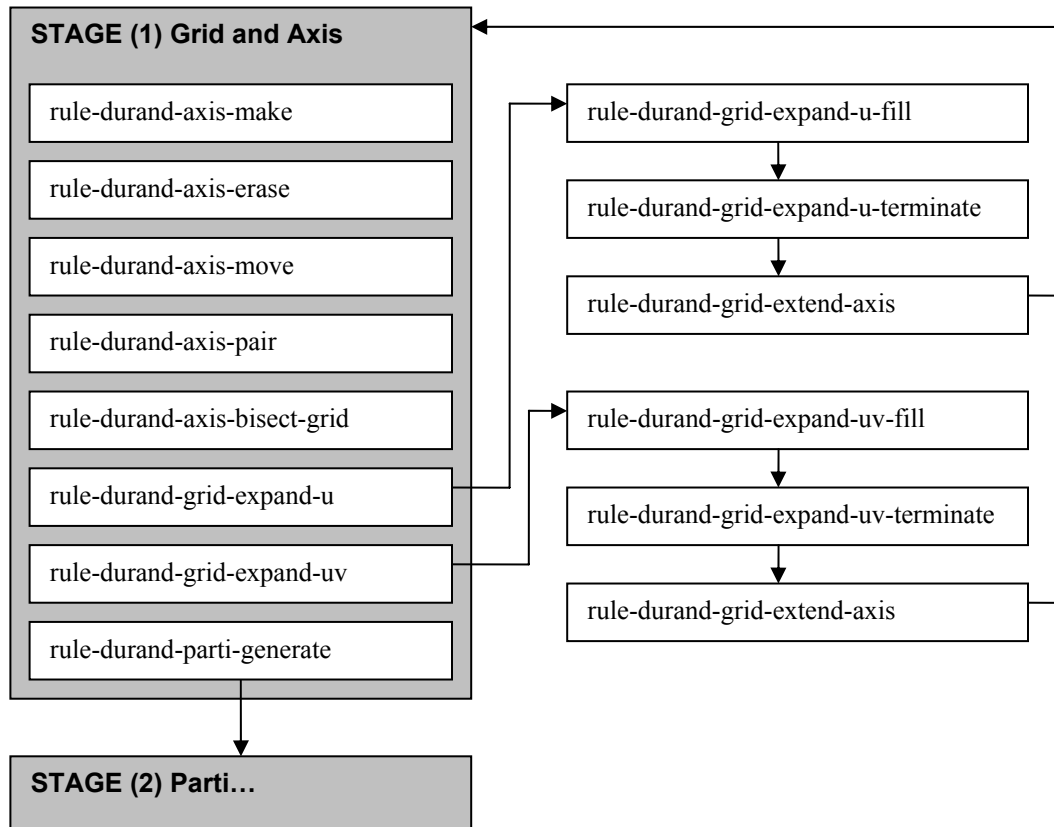 STAGE (1) Grid and Axis
rule-durand-axis-make
rule-durand-axis-erase
rule-durand-axis-move
rule-durand-axis-pair
rule-durand-axis-bisect-grid
rule-durand-grid-expand-u
rule-durand-grid-expand-uv
rule-durand-parti-generate
rule-durand-grid-expand-u-fill
rule-durand-grid-expand-u-terminate
rule-durand-grid-extend-axis
rule-durand-grid-expand-uv-fill
rule-durand-grid-expand-uv-terminate
rule-durand-grid-extend-axis
STAGE (2) Parti…